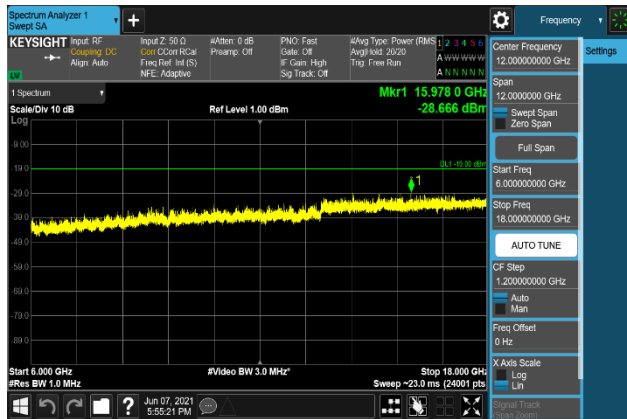 Spectrum Analyzer 1
Swept SA
Frequency
KEYSIGHT
Input: RF
Coupling: DC
Align: Auto
Input Z: 50 Ω
Corr CCorr RCal
Freq Ref: Int (S)
NFE: Adaptive
#Atten: 0 dB
Preamp: Off
PNO: Fast
Gate: Off
IF Gain: High
Sig Track: Off
#Avg Type: Power (RMS)
Avg|Hold: 20/20
Trig: Free Run
1 2 3 4 5 6
A W W W W W
A N N N N N
LXI
1 Spectrum
Scale/Div 10 dB
Log
Ref Level 1.00 dBm
Mkr1 15.978 0 GHz
-28.666 dBm
-9.00
-19.0
-29.0
-39.0
-49.0
-59.0
-69.0
-79.0
-89.0
DL1 -19.00 dBm
1
Start 6.000 GHz
#Res BW 1.0 MHz
#Video BW 3.0 MHz*
Stop 18.000 GHz
Sweep ~23.0 ms (24001 pts)
Center Frequency
12.000000000 GHz
Settings
Span
12.0000000 GHz
Swept Span
Zero Span
Full Span
Start Freq
6.000000000 GHz
Stop Freq
18.000000000 GHz
AUTO TUNE
CF Step
1.200000000 GHz
Auto
Man
Freq Offset
0 Hz
X Axis Scale
Log
Lin
Signal Track
(Span Zoom)
?
Jun 07, 2021
5:55:21 PM